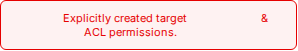 Explicitly created target &
ACL permissions.